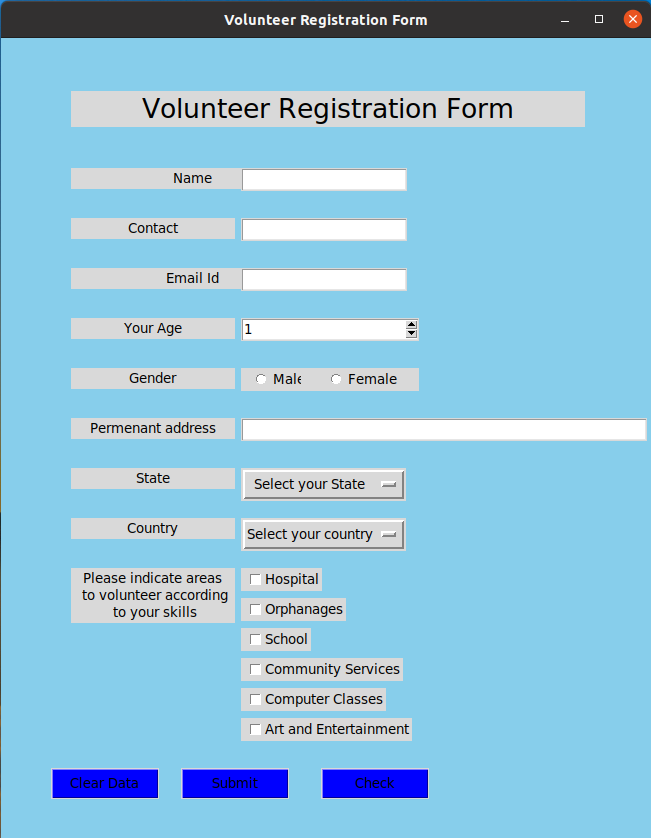 Volunteer Registration Form
Volunteer Registration Form
Name
Contact
Email Id
Your Age 1
Gender Male Female
Permenant address
State Select your State
Country Select your country
Please indicate areas
to volunteer according
to your skills
Hospital
Orphanages
School
Community Services
Computer Classes
Art and Entertainment
Clear Data Submit Check